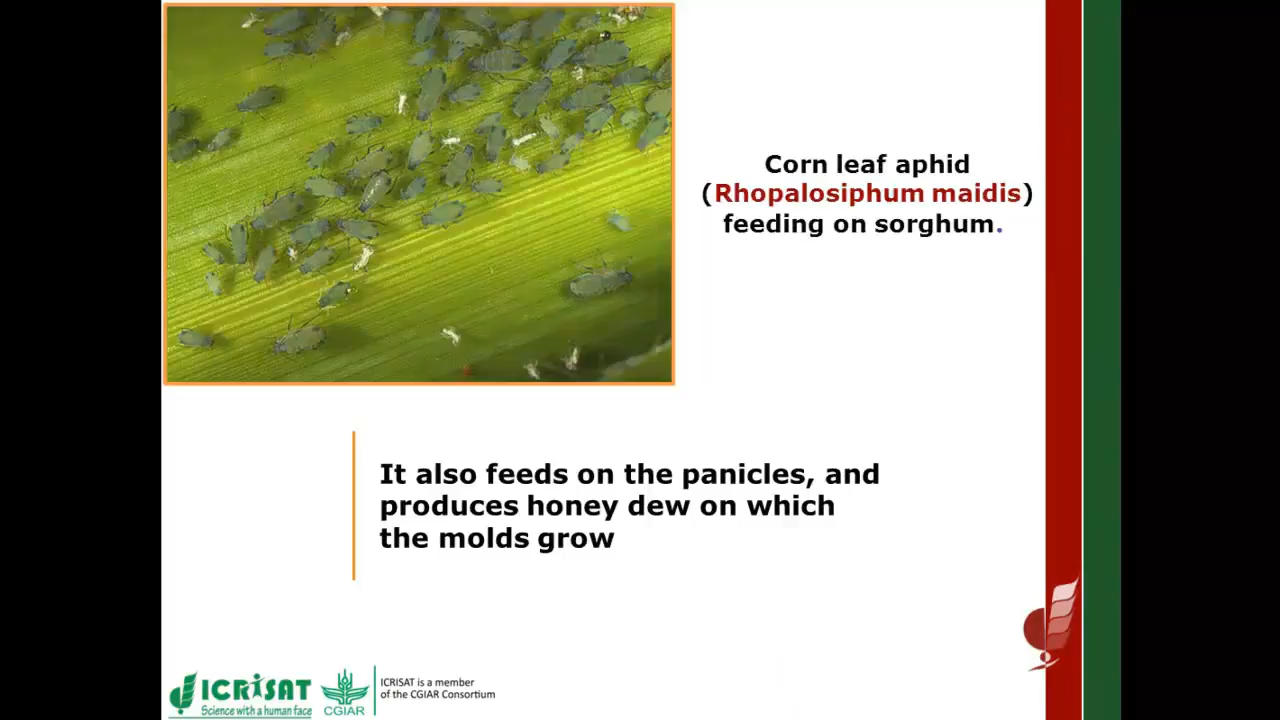 Corn leaf aphid
(Rhopalosiphum maidis)
feeding on sorghum.
It also feeds on the panicles, and
produces honey dew on which
the molds grow
ICRISAT
Science with a human face
CGIAR
ICRISAT is a member
of the CGIAR Consortium